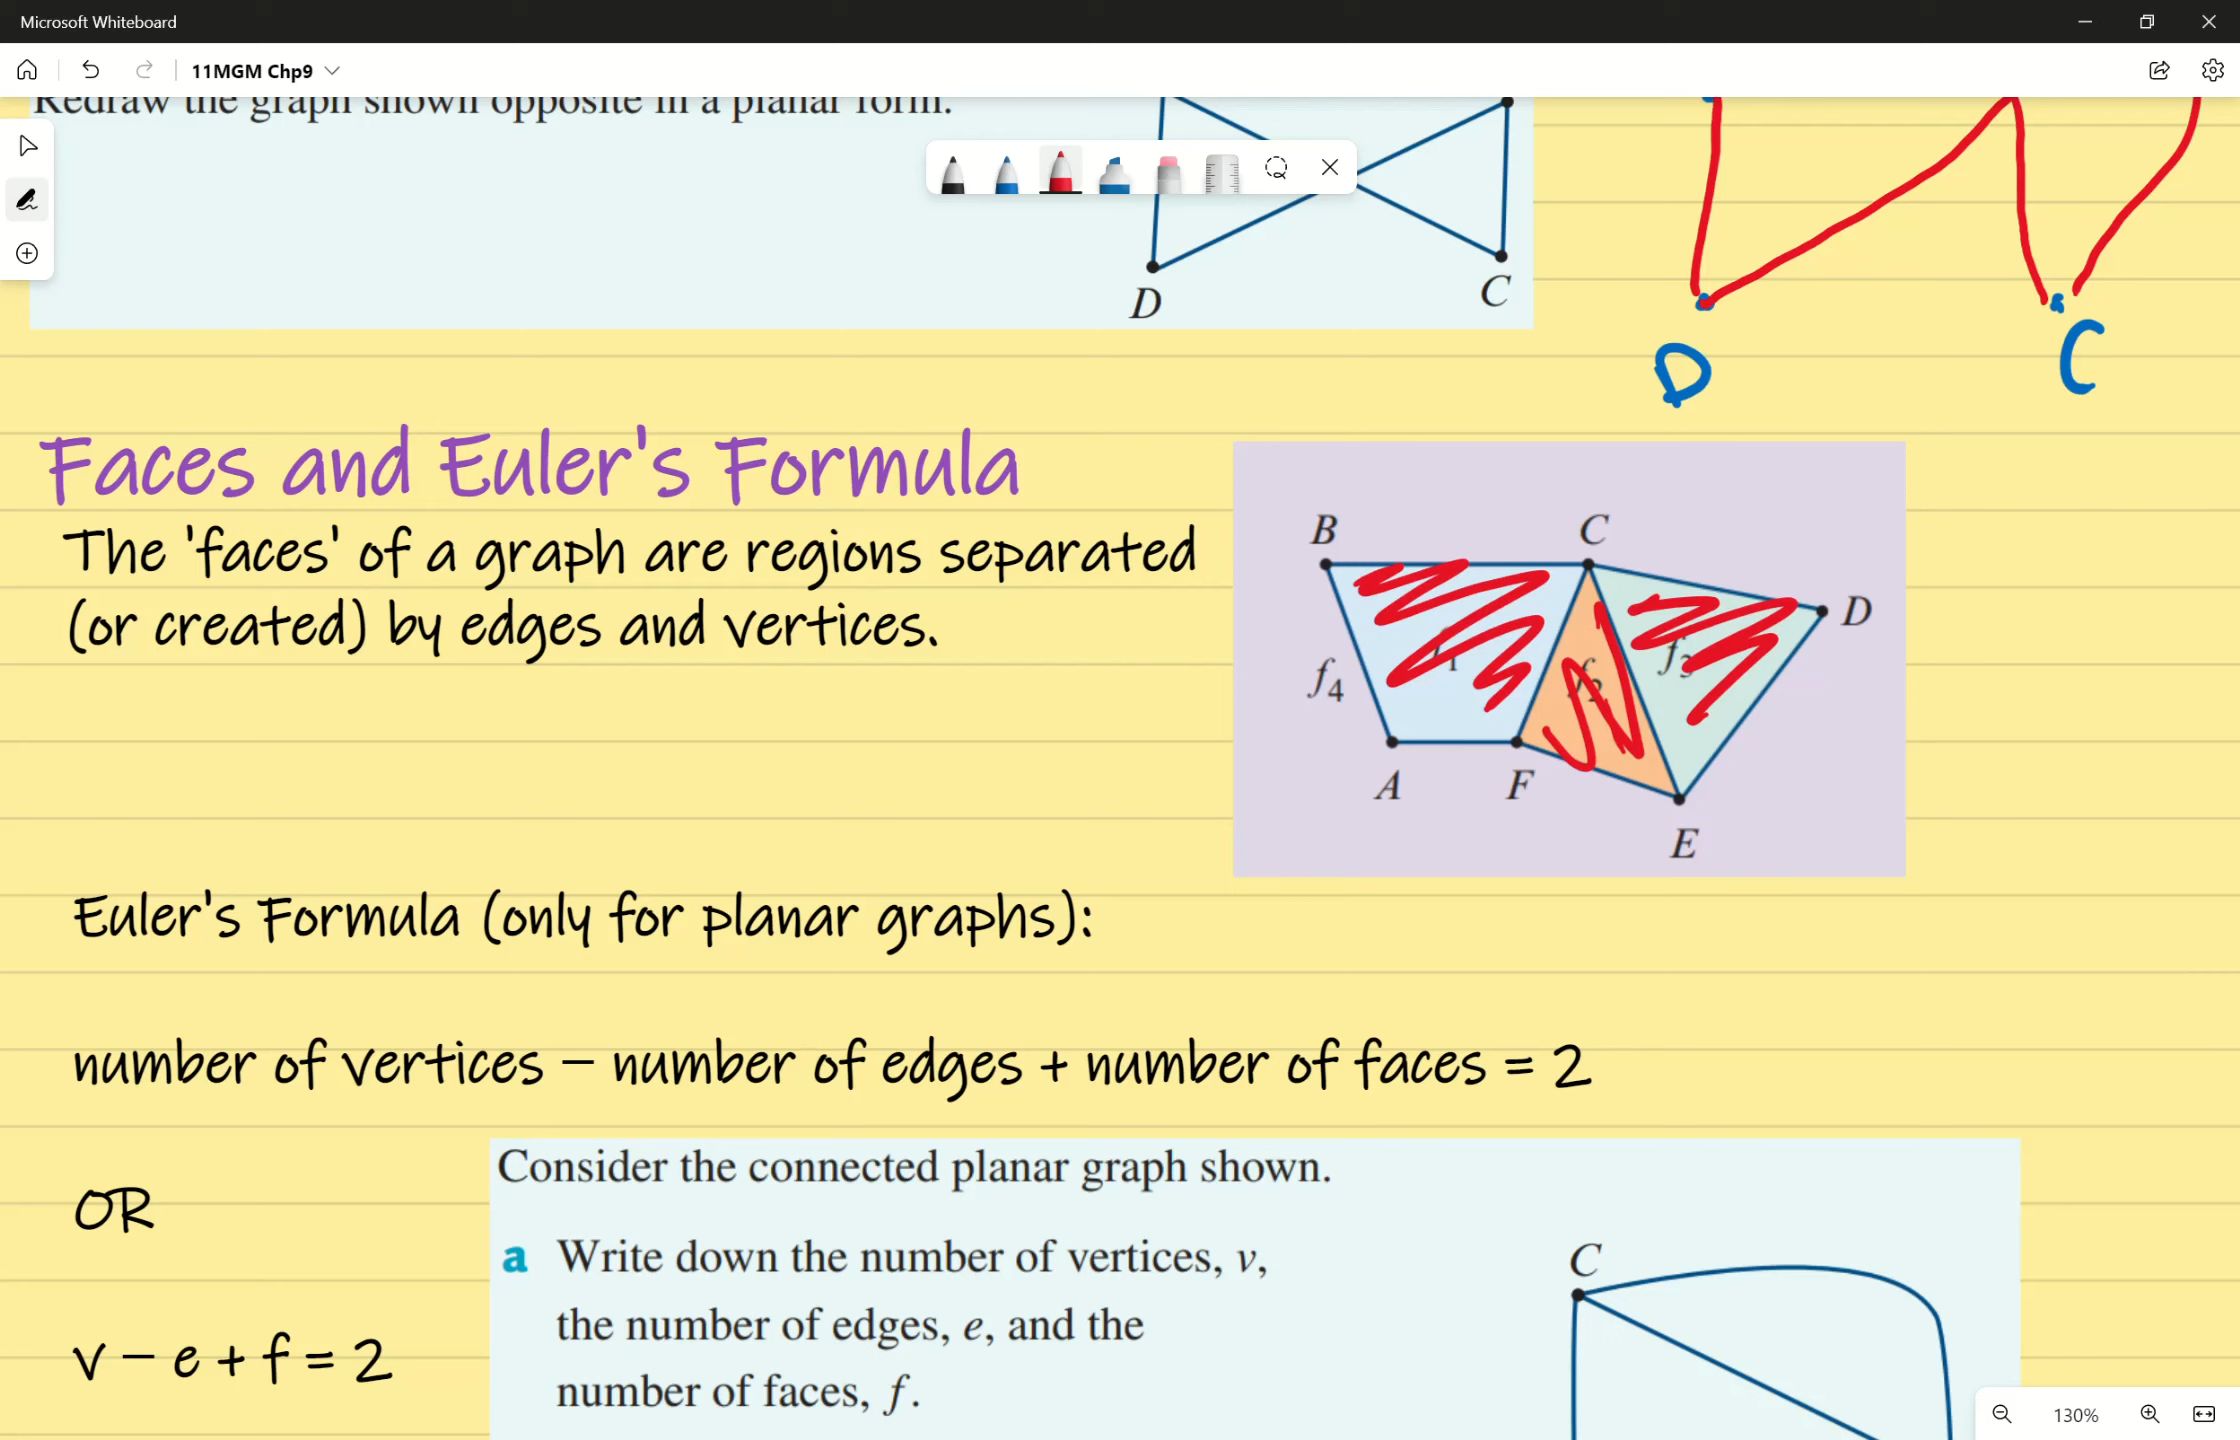 Microsoft Whiteboard
11MGM Chp9
Redraw the graph shown opposite in a planar form.
D
C
D
C
Faces and Euler's Formula
The 'faces' of a graph are regions separated
(or created) by edges and vertices.
B
C
D
f4
f1
f2
f3
A
F
E
Euler's Formula (only for planar graphs):
number of vertices − number of edges + number of faces = 2
OR
v − e + f = 2
Consider the connected planar graph shown.
a Write down the number of vertices, v,
the number of edges, e, and the
number of faces, f.
C
130%